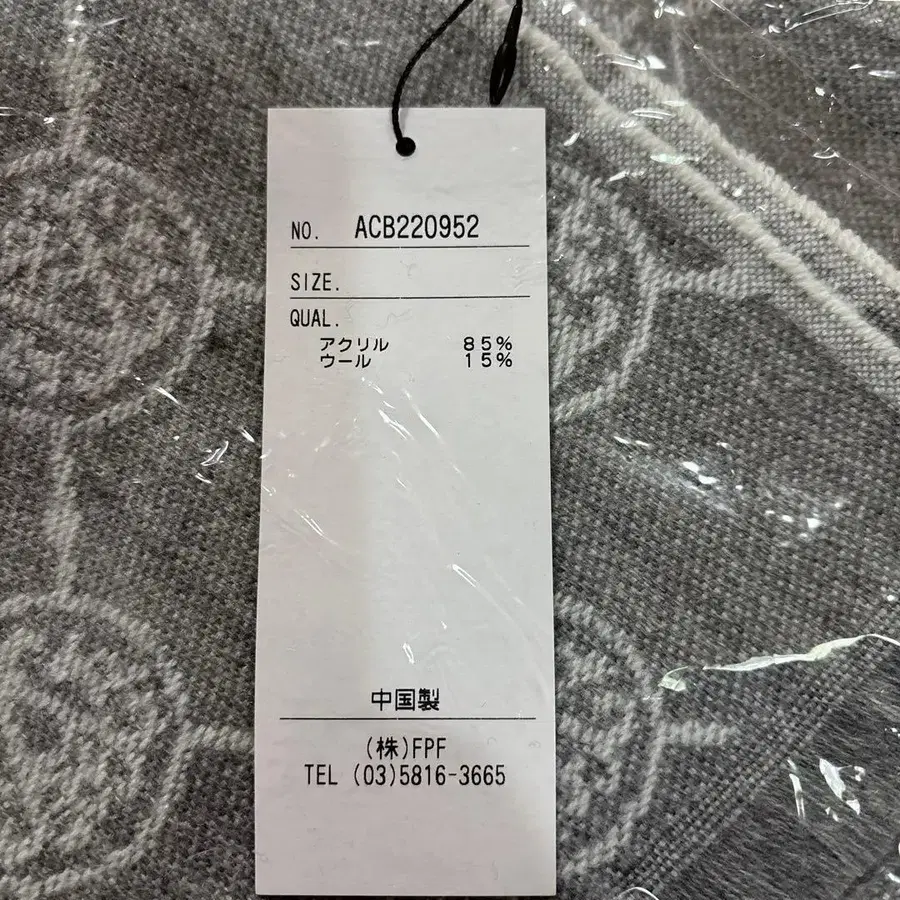 NO. ACB220952
SIZE.
QUAL.
アクリル 85%
ウール 15%
中国製
(株)FPF
TEL (03)5816-3665